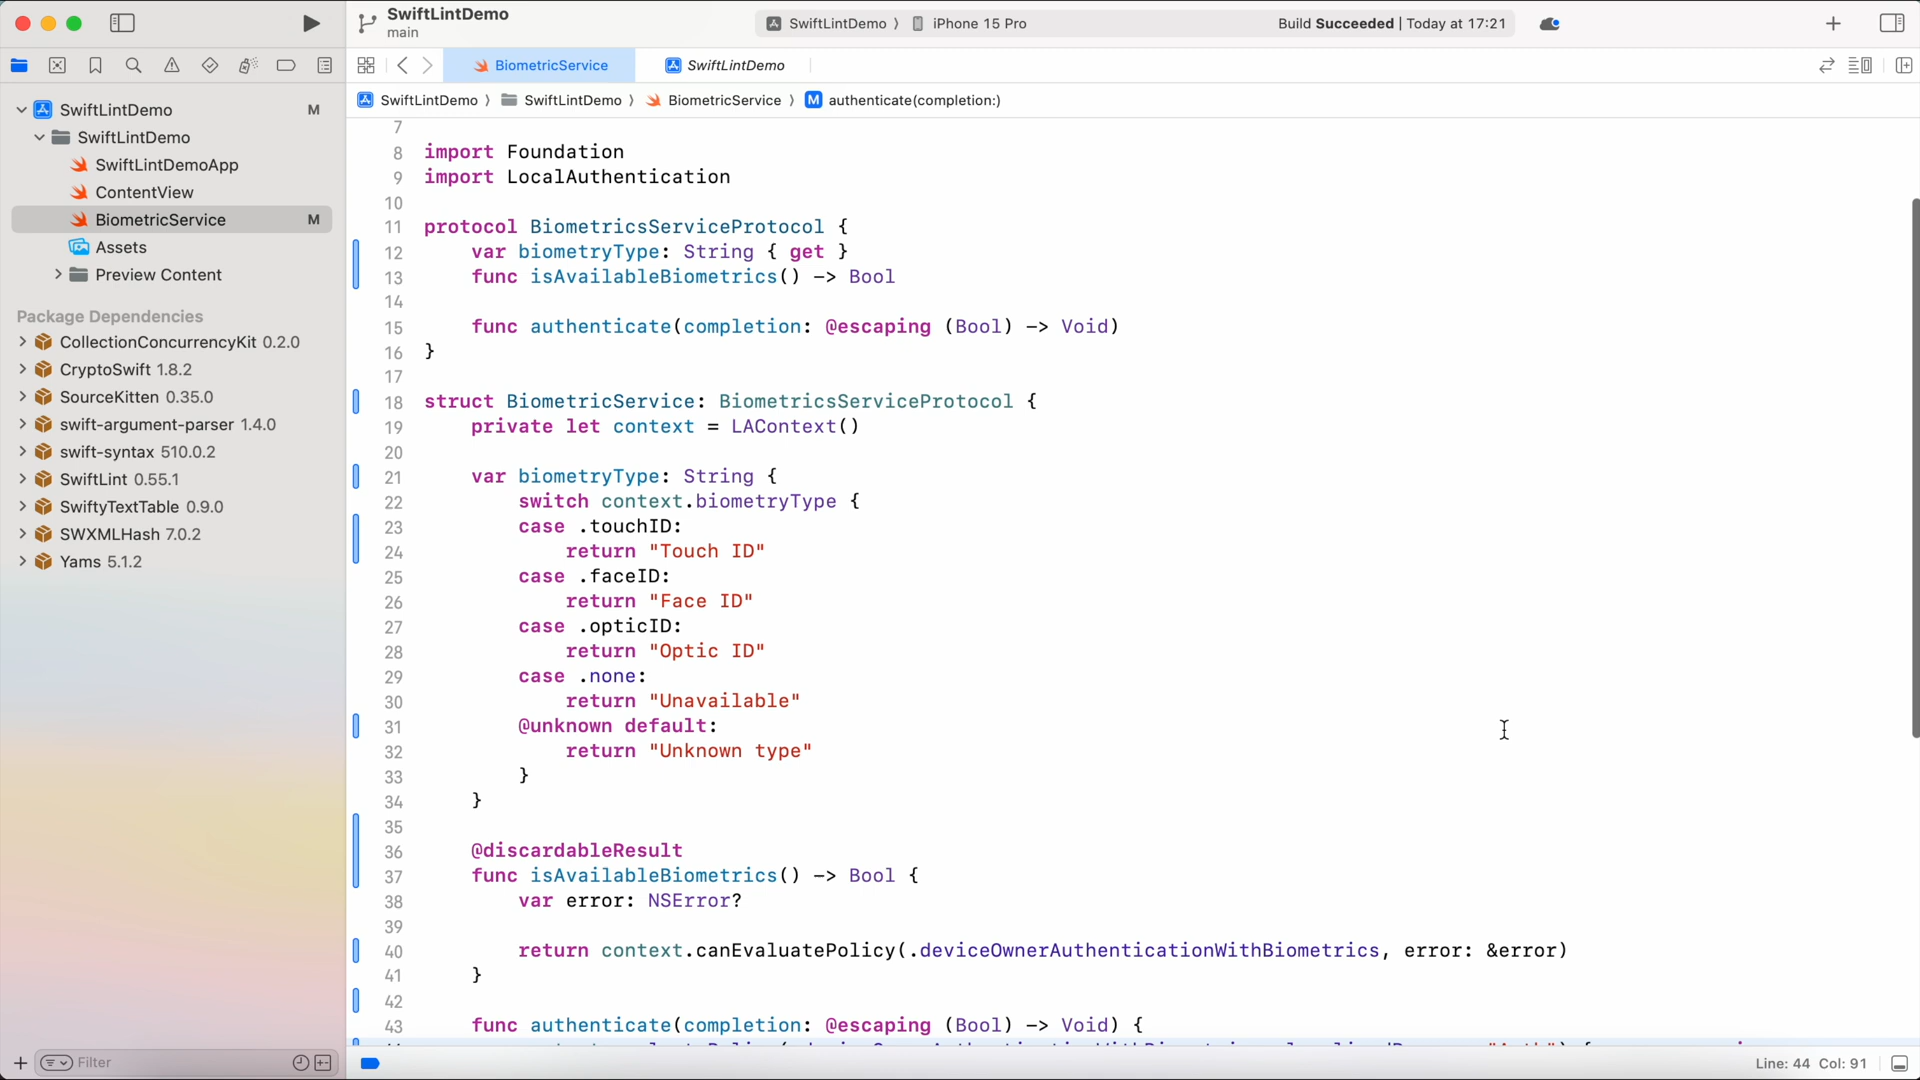 SwiftLintDemo
main
SwiftLintDemo
iPhone 15 Pro
Build Succeeded | Today at 17:21
BiometricService
SwiftLintDemo
SwiftLintDemo
SwiftLintDemo
BiometricService
M
authenticate(completion:)
SwiftLintDemo M
SwiftLintDemo
SwiftLintDemoApp
ContentView
BiometricService M
Assets
Preview Content
Package Dependencies
CollectionConcurrencyKit 0.2.0
CryptoSwift 1.8.2
SourceKitten 0.35.0
swift-argument-parser 1.4.0
swift-syntax 510.0.2
SwiftLint 0.55.1
SwiftyTextTable 0.9.0
SWXMLHash 7.0.2
Yams 5.1.2
Filter
7
8 import Foundation
9 import LocalAuthentication
10
11 protocol BiometricsServiceProtocol {
12 var biometryType: String { get }
13 func isAvailableBiometrics() -> Bool
14
15 func authenticate(completion: @escaping (Bool) -> Void)
16 }
17
18 struct BiometricService: BiometricsServiceProtocol {
19 private let context = LAContext()
20
21 var biometryType: String {
22 switch context.biometryType {
23 case .touchID:
24 return "Touch ID"
25 case .faceID:
26 return "Face ID"
27 case .opticID:
28 return "Optic ID"
29 case .none:
30 return "Unavailable"
31 @unknown default:
32 return "Unknown type"
33 }
34 }
35
36 @discardableResult
37 func isAvailableBiometrics() -> Bool {
38 var error: NSError?
39
40 return context.canEvaluatePolicy(.deviceOwnerAuthenticationWithBiometrics, error: &error)
41 }
42
43 func authenticate(completion: @escaping (Bool) -> Void) {
Line: 44 Col: 91